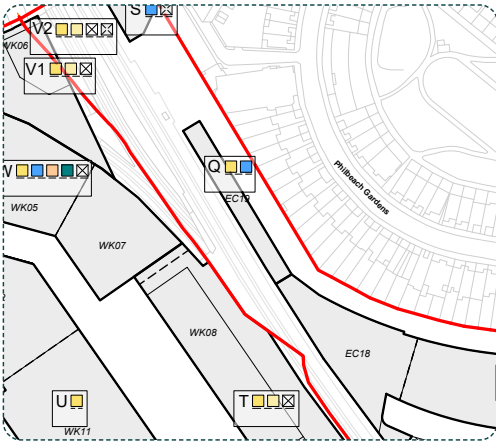 S
V2
WK06
V1
Q
EC19
Philbeach Gardens
WK05
WK07
WK08
EC18
U
T
WK11